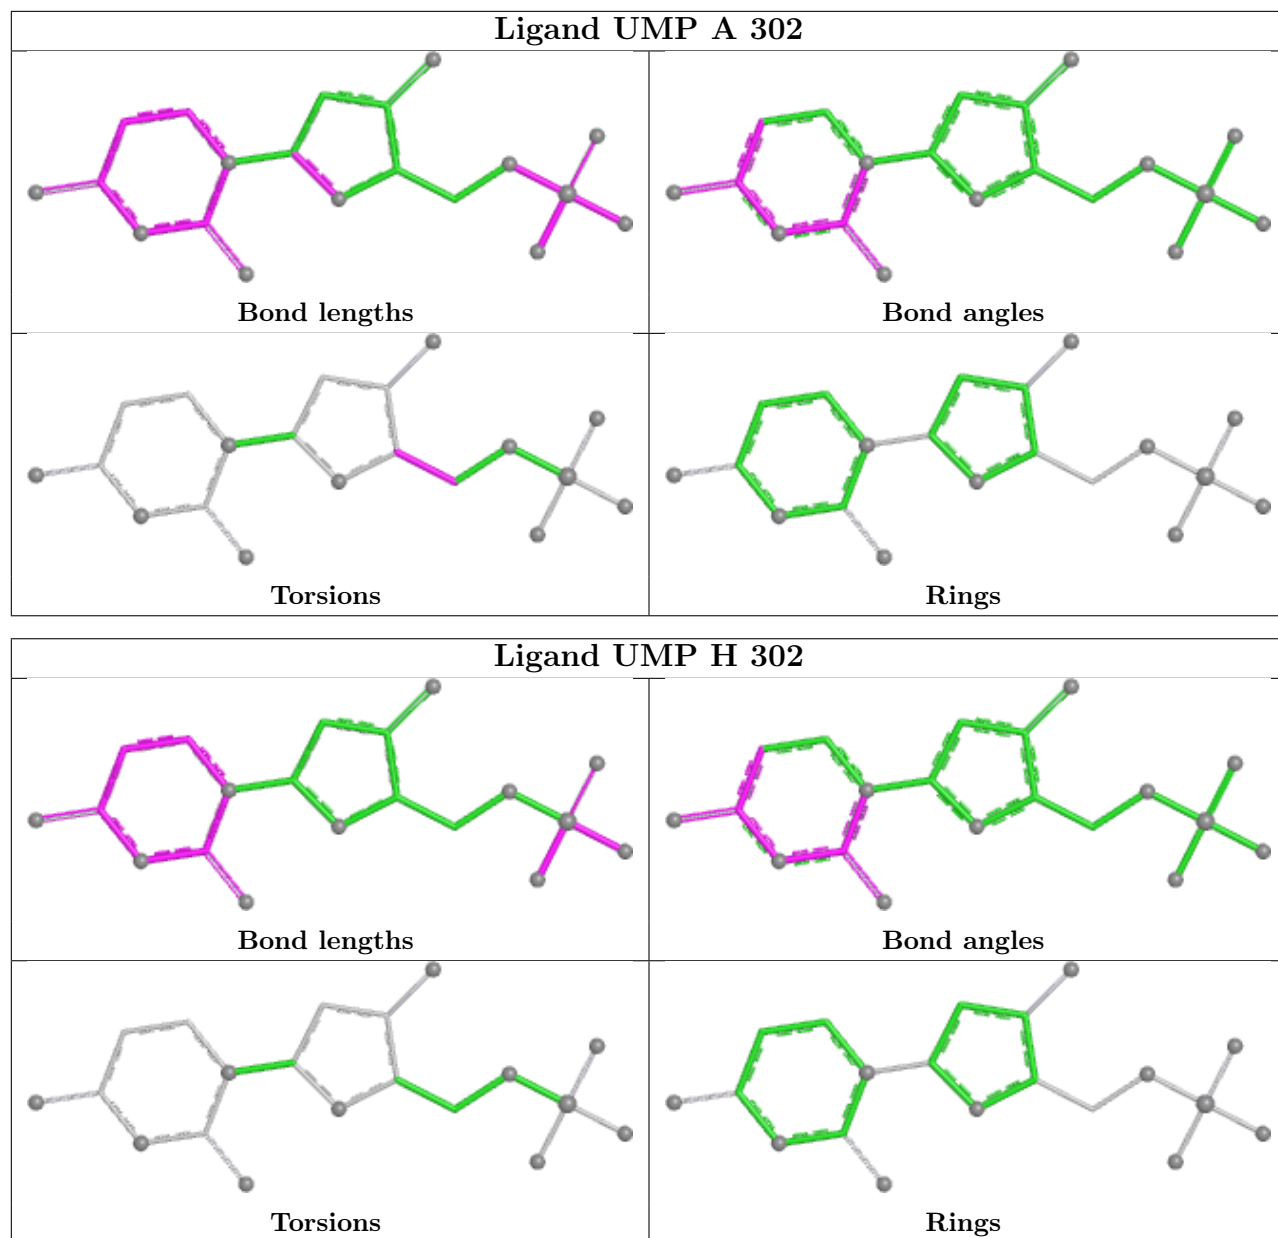 Ligand UMP A 302
Bond lengths
Bond angles
Torsions
Rings
Ligand UMP H 302
Bond lengths
Bond angles
Torsions
Rings